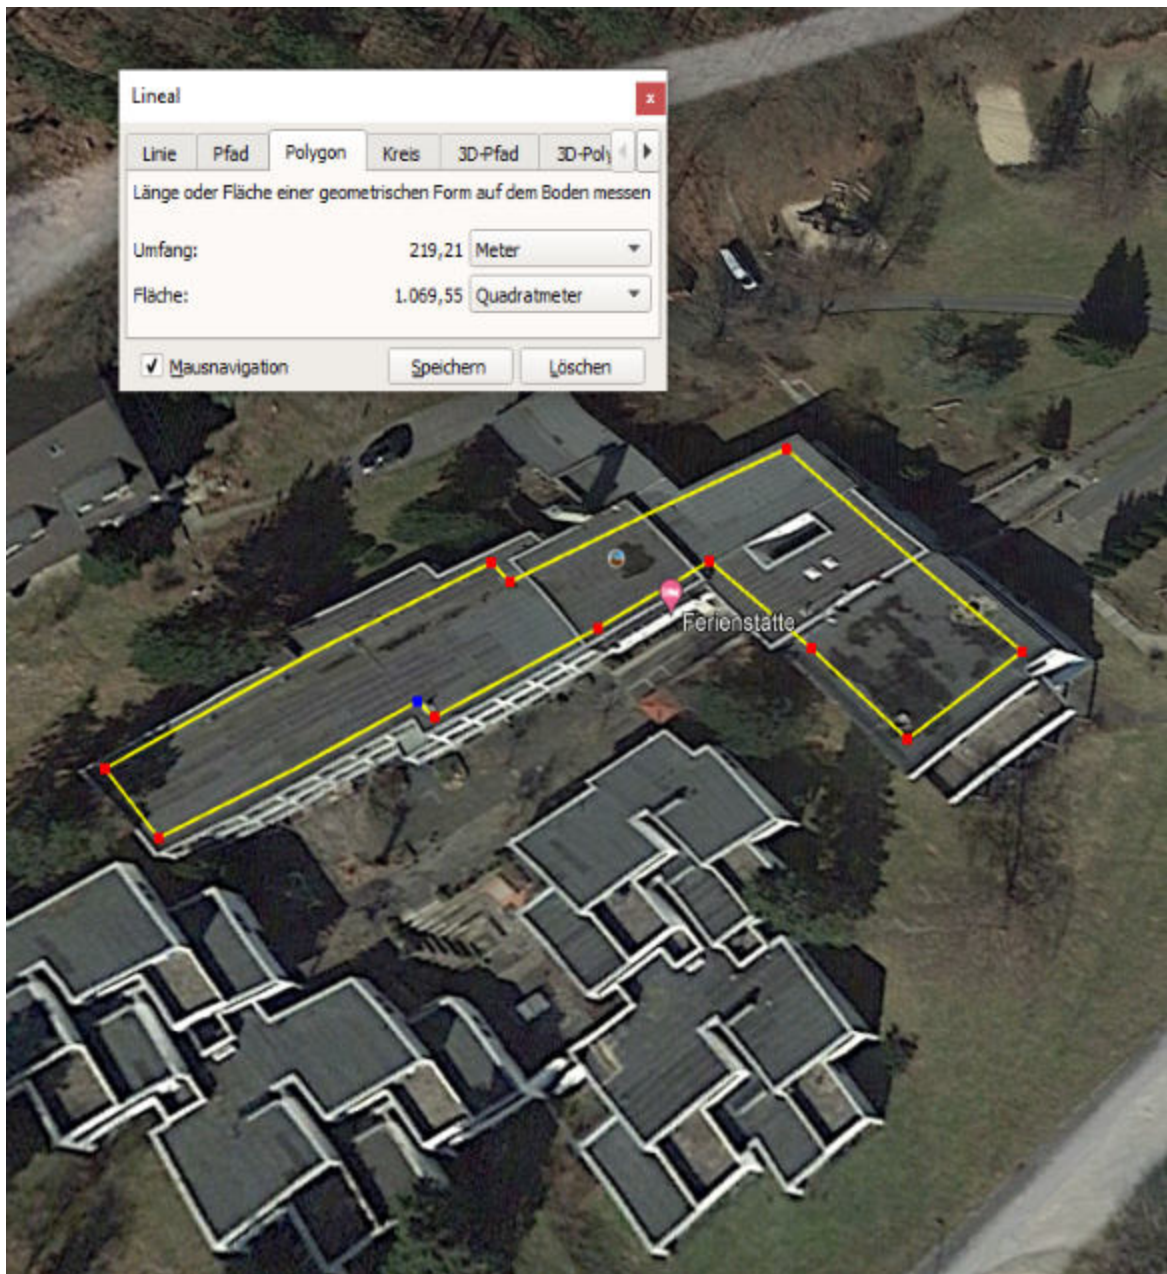 Lineal
x
Linie Pfad Polygon Kreis 3D-Pfad 3D-Poly
Länge oder Fläche einer geometrischen Form auf dem Boden messen
Umfang: 219,21 Meter
Fläche: 1.069,55 Quadratmeter
Mausnavigation Speichern Löschen
Ferienstätte